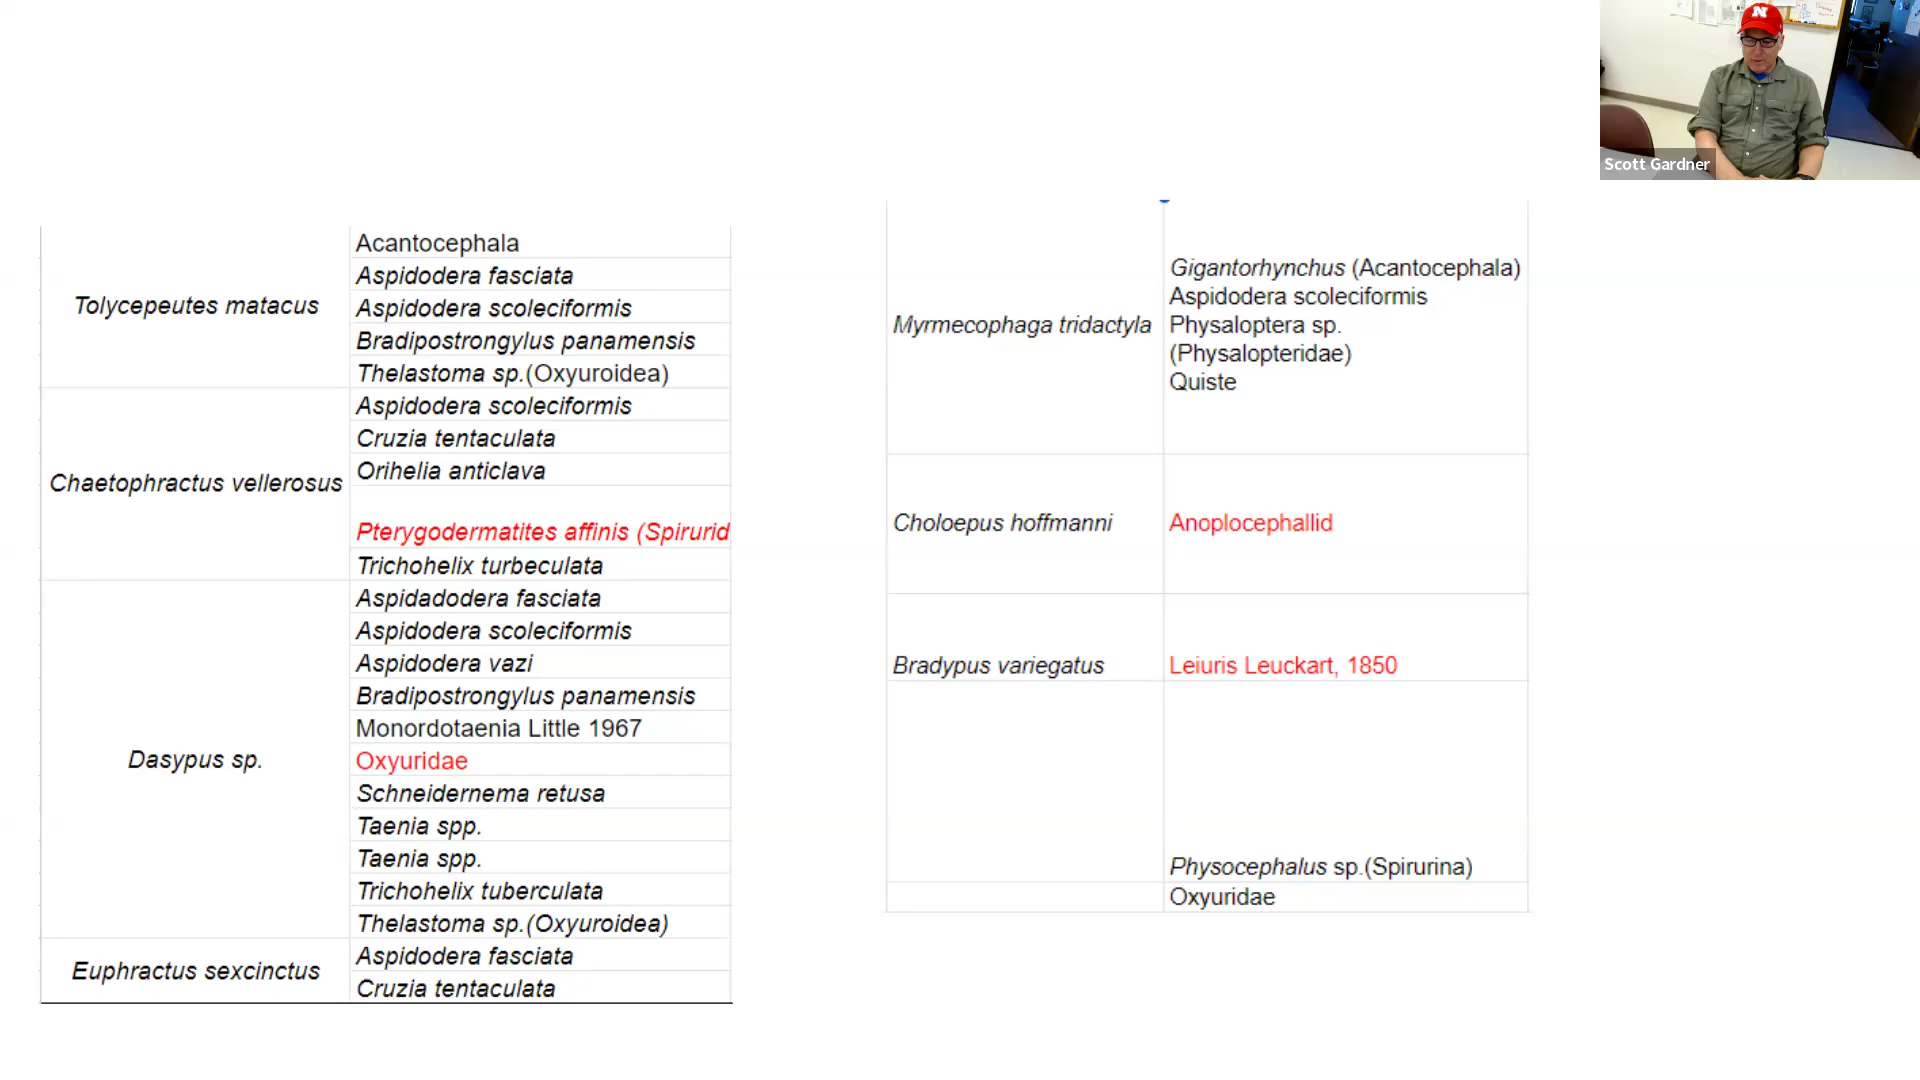 N
Scott Gardner
Tolycepeutes matacus
Acantocephala
Aspidodera fasciata
Aspidodera scoleciformis
Bradipostrongylus panamensis
Thelastoma sp.(Oxyuroidea)
Chaetophractus vellerosus
Aspidodera scoleciformis
Cruzia tentaculata
Orihelia anticlava
Pterygodermatites affinis (Spirurid
Trichohelix turbeculata
Dasypus sp.
Aspidadodera fasciata
Aspidodera scoleciformis
Aspidodera vazi
Bradipostrongylus panamensis
Monordotaenia Little 1967
Oxyuridae
Schneidernema retusa
Taenia spp.
Taenia spp.
Trichohelix tuberculata
Thelastoma sp.(Oxyuroidea)
Euphractus sexcinctus
Aspidodera fasciata
Cruzia tentaculata
Myrmecophaga tridactyla
Gigantorhynchus (Acantocephala)
Aspidodera scoleciformis
Physaloptera sp.
(Physalopteridae)
Quiste
Choloepus hoffmanni
Anoplocephallid
Bradypus variegatus
Leiuris Leuckart, 1850
Physocephalus sp.(Spirurina)
Oxyuridae